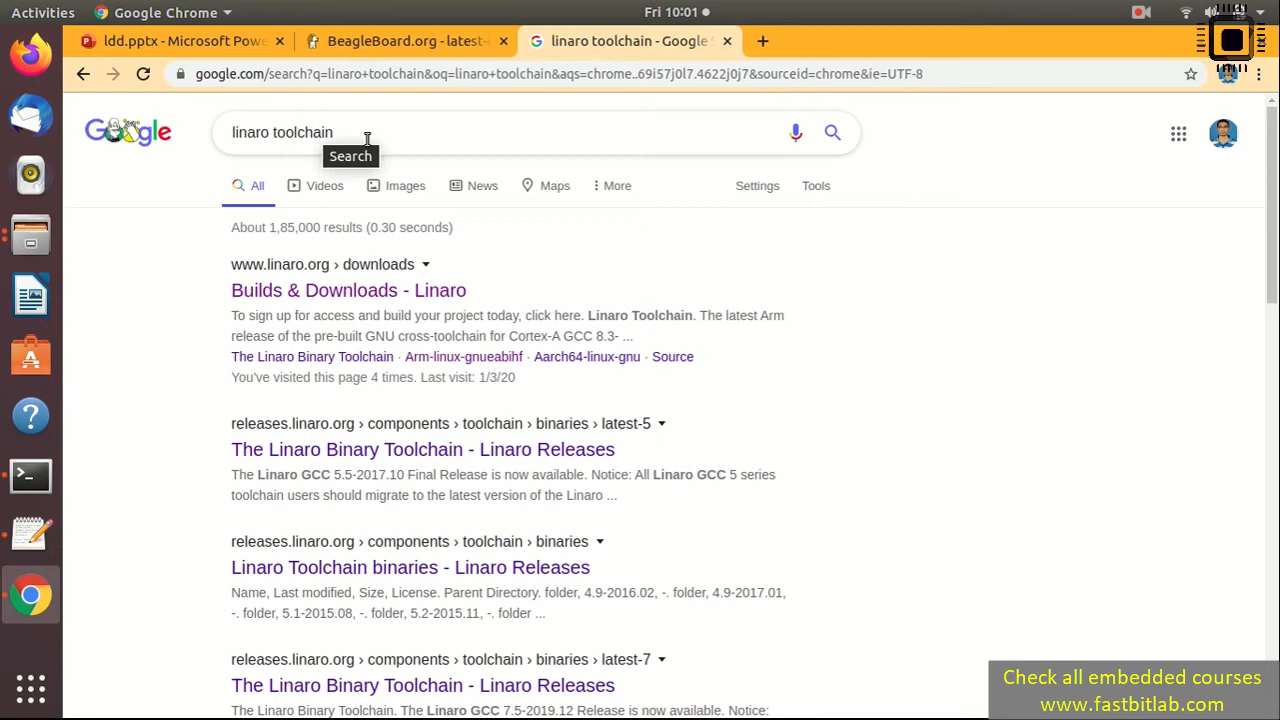 Activities Google Chrome Fri 10:01
ldd.pptx - Microsoft Pow
BeagleBoard.org - latest-
linaro toolchain - Google S
google.com/search?q=linaro+toolchain&oq=linaro+toolchain&aqs=chrome..69i57j0l7.4622j0j7&sourceid=chrome&ie=UTF-8
Google
linaro toolchain
Search
All Videos Images News Maps More Settings Tools
About 1,85,000 results (0.30 seconds)
www.linaro.org › downloads
Builds & Downloads - Linaro
To sign up for access and build your project today, click here. Linaro Toolchain. The latest Arm
release of the pre-built GNU cross-toolchain for Cortex-A GCC 8.3- ...
The Linaro Binary Toolchain · Arm-linux-gnueabihf · Aarch64-linux-gnu · Source
You've visited this page 4 times. Last visit: 1/3/20
releases.linaro.org › components › toolchain › binaries › latest-5
The Linaro Binary Toolchain - Linaro Releases
The Linaro GCC 5.5-2017.10 Final Release is now available. Notice: All Linaro GCC 5 series
toolchain users should migrate to the latest version of the Linaro ...
releases.linaro.org › components › toolchain › binaries
Linaro Toolchain binaries - Linaro Releases
Name, Last modified, Size, License. Parent Directory. folder, 4.9-2016.02, -. folder, 4.9-2017.01,
-. folder, 5.1-2015.08, -. folder, 5.2-2015.11, -. folder ...
releases.linaro.org › components › toolchain › binaries › latest-7
The Linaro Binary Toolchain - Linaro Releases
The Linaro Binary Toolchain. The Linaro GCC 7.5-2019.12 Release is now available. Notice:
Check all embedded courses
www.fastbitlab.com